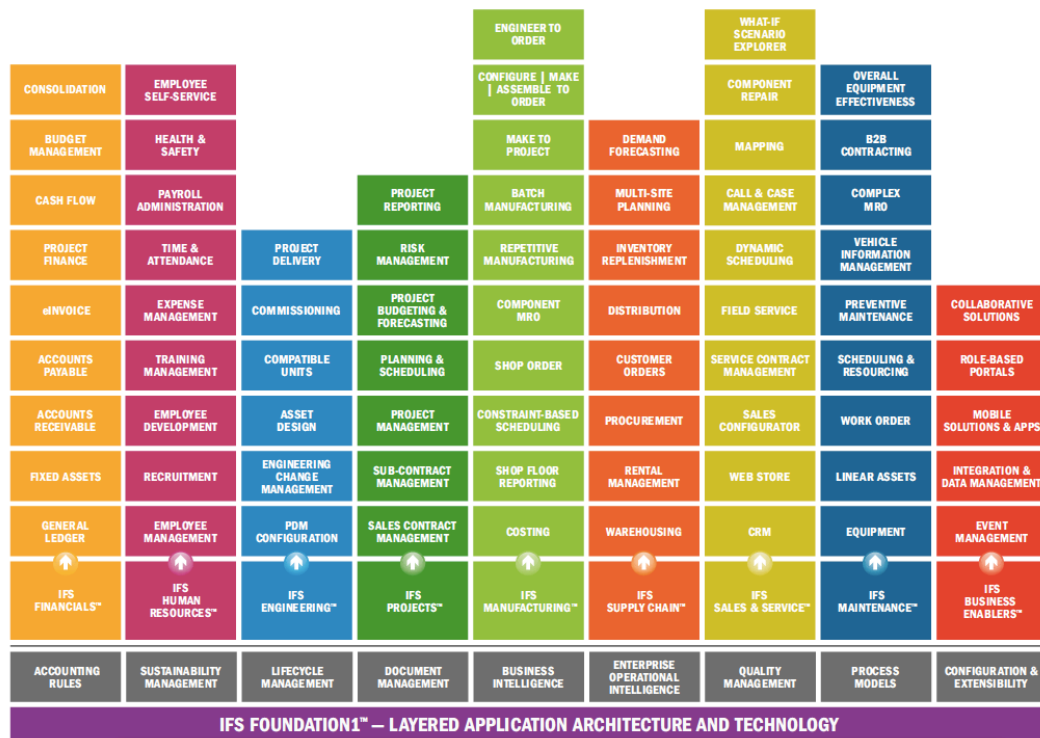 ENGINEER TO
ORDER
WHAT-IF
SCENARIO
EXPLORER
CONSOLIDATION
EMPLOYEE
SELF-SERVICE
CONFIGURE | MAKE
| ASSEMBLE TO
ORDER
COMPONENT
REPAIR
OVERALL
EQUIPMENT
EFFECTIVENESS
BUDGET
MANAGEMENT
HEALTH &
SAFETY
MAKE TO
PROJECT
DEMAND
FORECASTING
MAPPING
B2B
CONTRACTING
CASH FLOW
PAYROLL
ADMINISTRATION
PROJECT
REPORTING
BATCH
MANUFACTURING
MULTI-SITE
PLANNING
CALL & CASE
MANAGEMENT
COMPLEX
MRO
PROJECT
FINANCE
TIME &
ATTENDANCE
PROJECT
DELIVERY
RISK
MANAGEMENT
REPETITIVE
MANUFACTURING
INVENTORY
REPLENISHMENT
DYNAMIC
SCHEDULING
VEHICLE
INFORMATION
MANAGEMENT
eINVOICE
EXPENSE
MANAGEMENT
COMMISSIONING
PROJECT
BUDGETING &
FORECASTING
COMPONENT
MRO
DISTRIBUTION
FIELD SERVICE
PREVENTIVE
MAINTENANCE
COLLABORATIVE
SOLUTIONS
ACCOUNTS
PAYABLE
TRAINING
MANAGEMENT
COMPATIBLE
UNITS
PLANNING &
SCHEDULING
SHOP ORDER
CUSTOMER
ORDERS
SERVICE CONTRACT
MANAGEMENT
SCHEDULING &
RESOURCING
ROLE-BASED
PORTALS
ACCOUNTS
RECEIVABLE
EMPLOYEE
DEVELOPMENT
ASSET
DESIGN
PROJECT
MANAGEMENT
CONSTRAINT-BASED
SCHEDULING
PROCUREMENT
SALES
CONFIGURATOR
WORK ORDER
MOBILE
SOLUTIONS & APPS
FIXED ASSETS
RECRUITMENT
ENGINEERING
CHANGE
MANAGEMENT
SUB-CONTRACT
MANAGEMENT
SHOP FLOOR
REPORTING
RENTAL
MANAGEMENT
WEB STORE
LINEAR ASSETS
INTEGRATION &
DATA MANAGEMENT
GENERAL
LEDGER
EMPLOYEE
MANAGEMENT
PDM
CONFIGURATION
SALES CONTRACT
MANAGEMENT
COSTING
WAREHOUSING
CRM
EQUIPMENT
EVENT
MANAGEMENT
IFS
FINANCIALS™
IFS
HUMAN
RESOURCES™
IFS
ENGINEERING™
IFS
PROJECTS™
IFS
MANUFACTURING™
IFS
SUPPLY CHAIN™
IFS
SALES & SERVICE™
IFS
MAINTENANCE™
IFS
BUSINESS
ENABLERS™
ACCOUNTING
RULES
SUSTAINABILITY
MANAGEMENT
LIFECYCLE
MANAGEMENT
DOCUMENT
MANAGEMENT
BUSINESS
INTELLIGENCE
ENTERPRISE
OPERATIONAL
INTELLIGENCE
QUALITY
MANAGEMENT
PROCESS
MODELS
CONFIGURATION &
EXTENSIBILITY
IFS FOUNDATION1™ — LAYERED APPLICATION ARCHITECTURE AND TECHNOLOGY